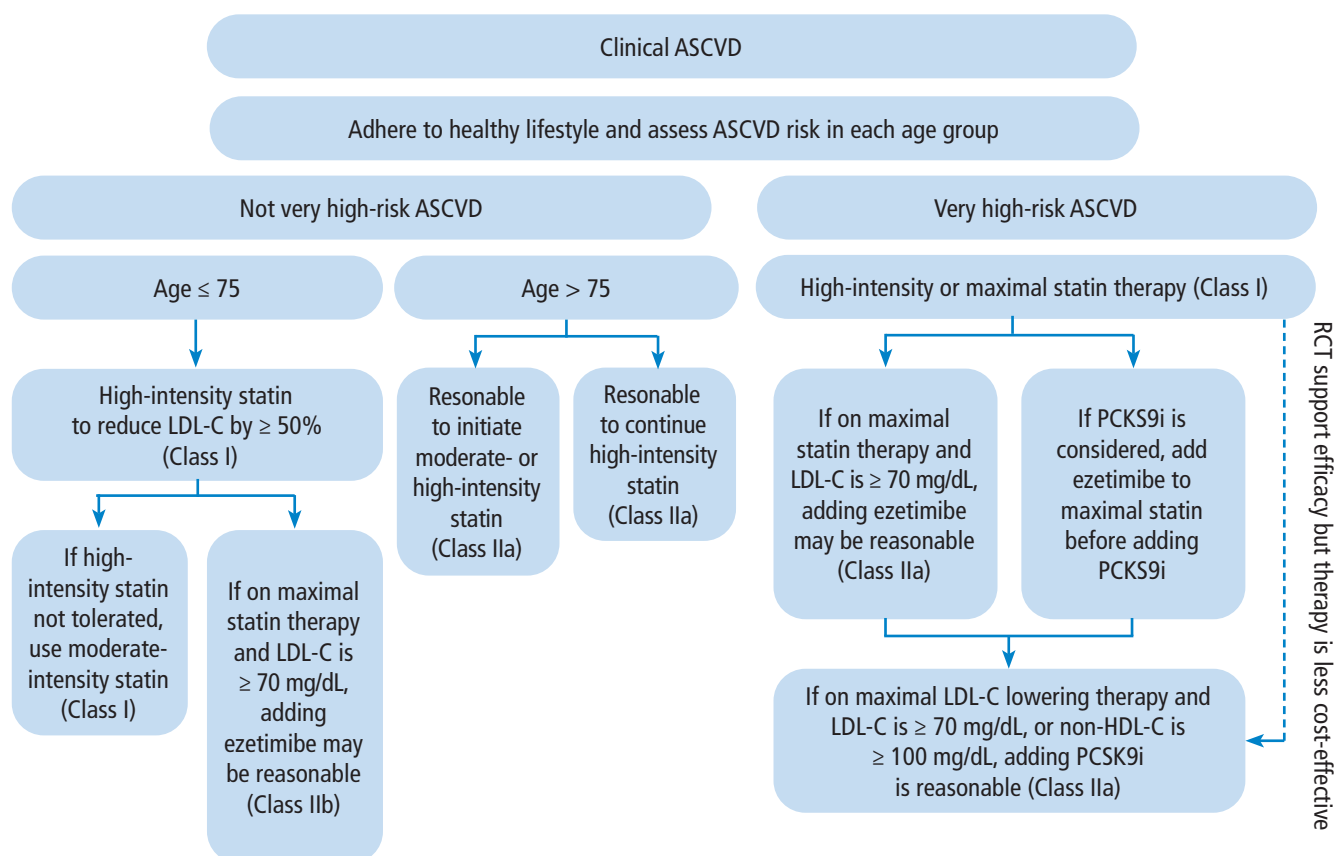 Clinical ASCVD
Adhere to healthy lifestyle and assess ASCVD risk in each age group
Not very high-risk ASCVD
Very high-risk ASCVD
Age ≤ 75
Age > 75
High-intensity or maximal statin therapy (Class I)
High-intensity statin
to reduce LDL-C by ≥ 50%
(Class I)
Resonable
to initiate
moderate- or
high-intensity
statin
(Class IIa)
Resonable
to continue
high-intensity
statin
(Class IIa)
If on maximal
statin therapy and
LDL-C is ≥ 70 mg/dL,
adding ezetimibe
may be reasonable
(Class IIa)
If PCKS9i is
considered, add
ezetimibe to
maximal statin
before adding
PCKS9i
If high-
intensity statin
not tolerated,
use moderate-
intensity statin
(Class I)
If on maximal
statin therapy
and LDL-C is
≥ 70 mg/dL,
adding
ezetimibe may
be reasonable
(Class IIb)
If on maximal LDL-C lowering therapy and
LDL-C is ≥ 70 mg/dL, or non-HDL-C is
≥ 100 mg/dL, adding PCSK9i
is reasonable (Class IIa)
RCT support efficacy but therapy is less cost-effective